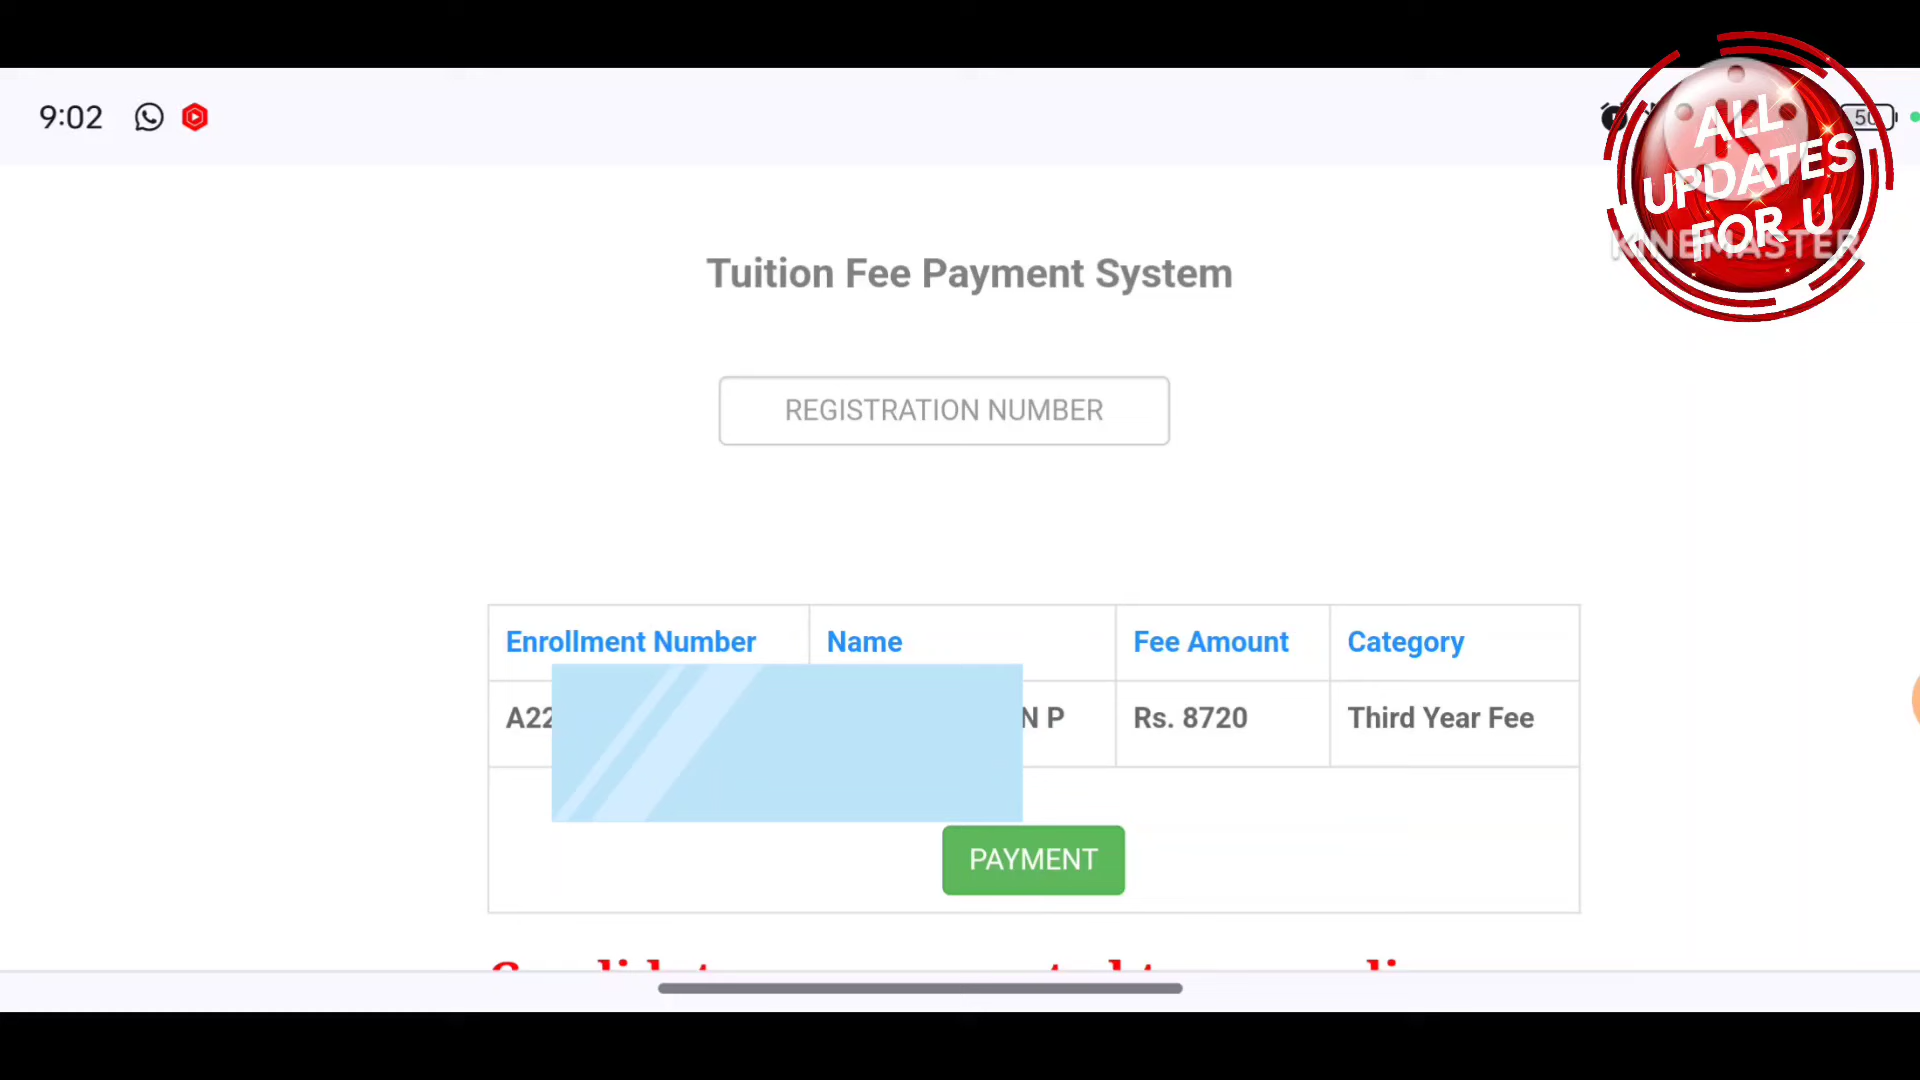 9:02
50
ALL
UPDATES
FOR U
KINEMASTER
Tuition Fee Payment System
REGISTRATION NUMBER
Enrollment Number Name Fee Amount Category
A22 N P Rs. 8720 Third Year Fee
PAYMENT